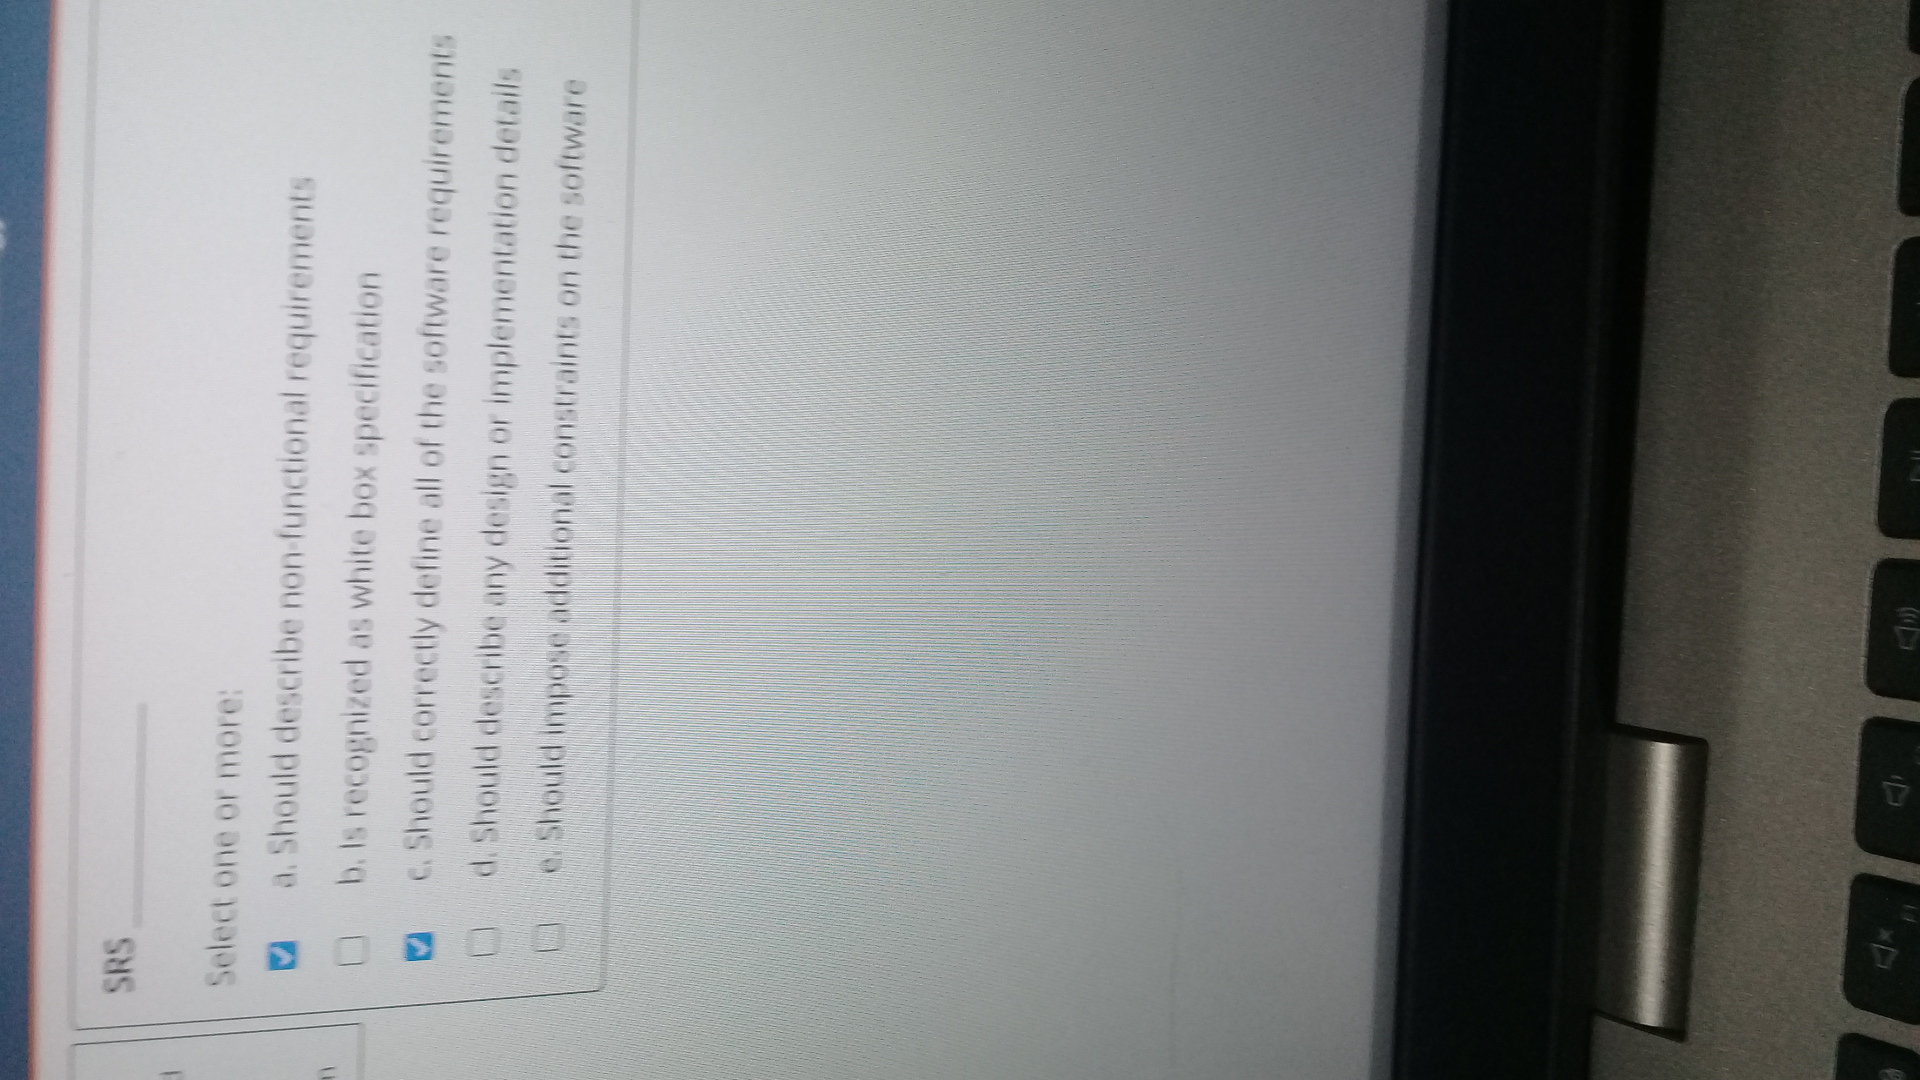 SRS
Select one or more:
a. Should describe non-functional requirements
b. Is recognized as white box specification
c. Should correctly define all of the software requirements
d. Should describe any design or implementation details
e. Should impose additional constraints on the software
F1